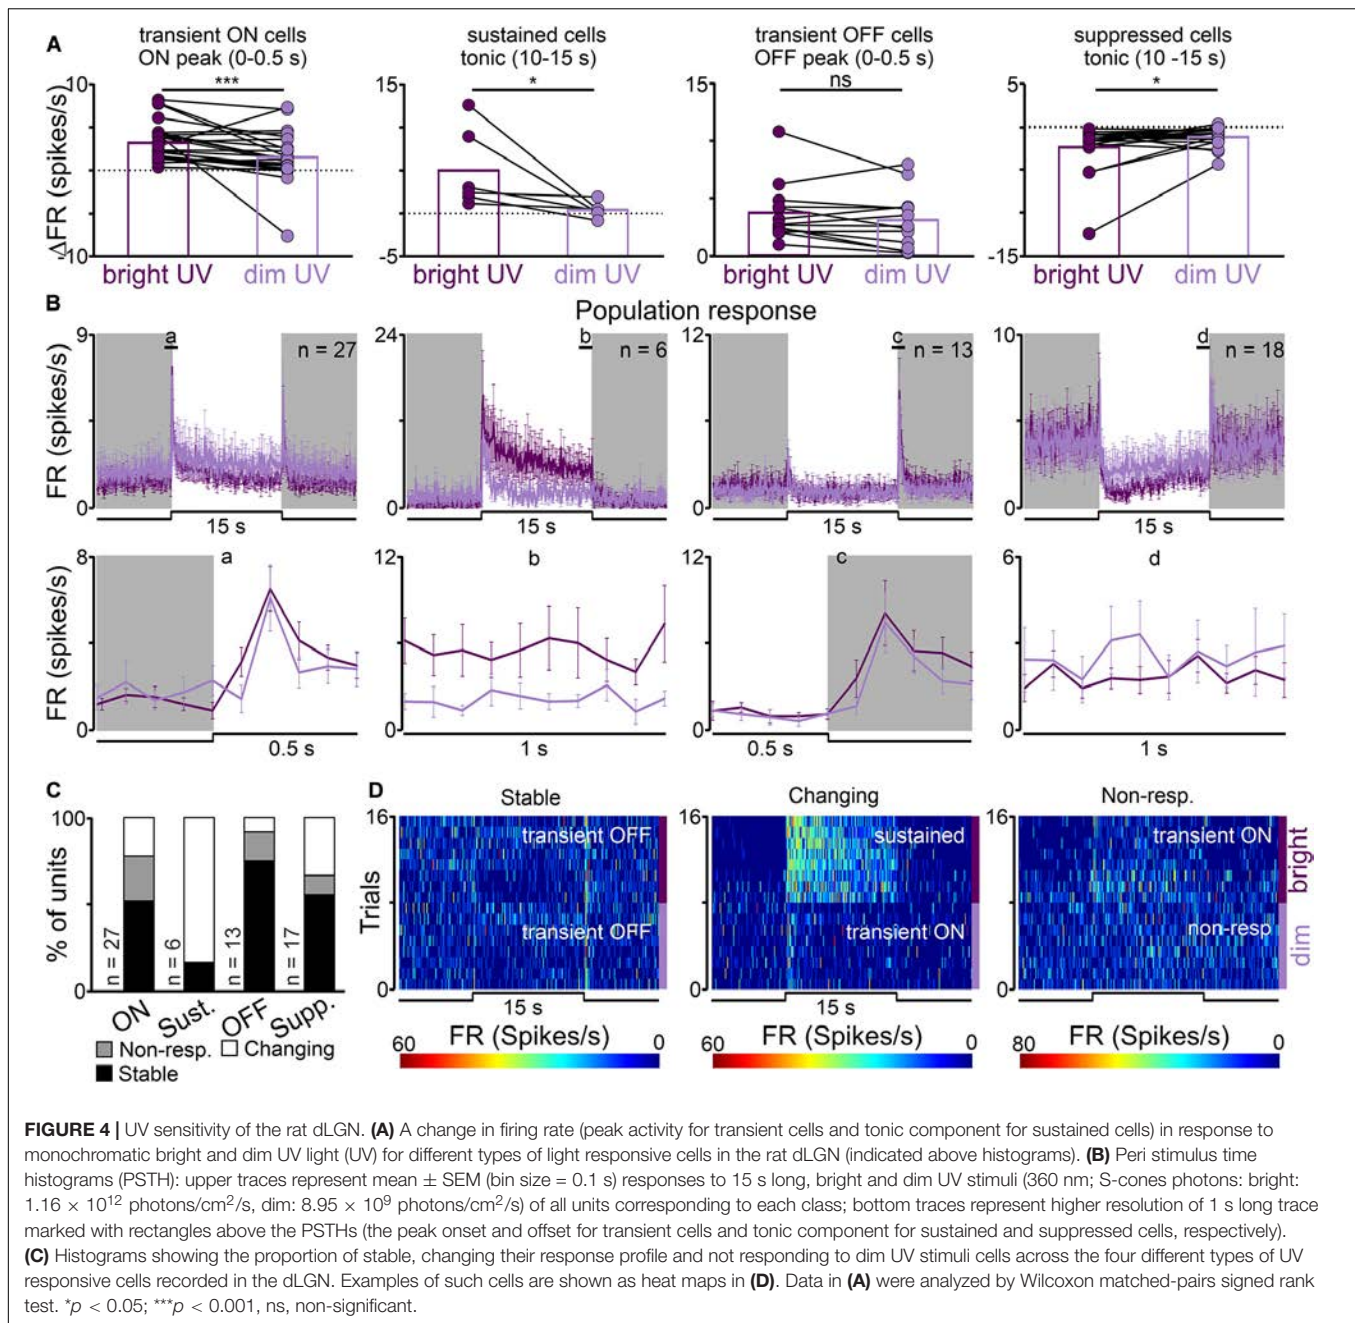 A
transient ON cells
ON peak (0-0.5 s)
sustained cells
tonic (10-15 s)
transient OFF cells
OFF peak (0-0.5 s)
suppressed cells
tonic (10 -15 s)
ΔFR (spikes/s)
10
-10
***
bright UV
dim UV
15
-5
*
bright UV
dim UV
15
0
ns
bright UV
dim UV
5
-15
*
bright UV
dim UV
B
Population response
FR (spikes/s)
9
0
a
n = 27
15 s
24
0
b
n = 6
15 s
12
0
c
n = 13
15 s
10
0
d
n = 18
15 s
FR (spikes/s)
8
0
a
0.5 s
12
0
b
1 s
12
0
c
0.5 s
6
0
d
1 s
C
% of units
100
0
n = 27
n = 6
n = 13
n = 17
ON
Sust.
OFF
Supp.
Non-resp.
Changing
Stable
D
Trials
Stable
16
0
transient OFF
transient OFF
15 s
FR (Spikes/s)
60
0
Changing
16
0
sustained
transient ON
15 s
FR (Spikes/s)
60
0
Non-resp.
16
0
transient ON
non-resp
bright
dim
FR (Spikes/s)
80
0
FIGURE 4 | UV sensitivity of the rat dLGN. (A) A change in firing rate (peak activity for transient cells and tonic component for sustained cells) in response to
monochromatic bright and dim UV light (UV) for different types of light responsive cells in the rat dLGN (indicated above histograms). (B) Peri stimulus time
histograms (PSTH): upper traces represent mean ± SEM (bin size = 0.1 s) responses to 15 s long, bright and dim UV stimuli (360 nm; S-cones photons: bright:
1.16 × 10¹² photons/cm²/s, dim: 8.95 × 10⁹ photons/cm²/s) of all units corresponding to each class; bottom traces represent higher resolution of 1 s long trace
marked with rectangles above the PSTHs (the peak onset and offset for transient cells and tonic component for sustained and suppressed cells, respectively).
(C) Histograms showing the proportion of stable, changing their response profile and not responding to dim UV stimuli cells across the four different types of UV
responsive cells recorded in the dLGN. Examples of such cells are shown as heat maps in (D). Data in (A) were analyzed by Wilcoxon matched-pairs signed rank
test. *p < 0.05; ***p < 0.001, ns, non-significant.